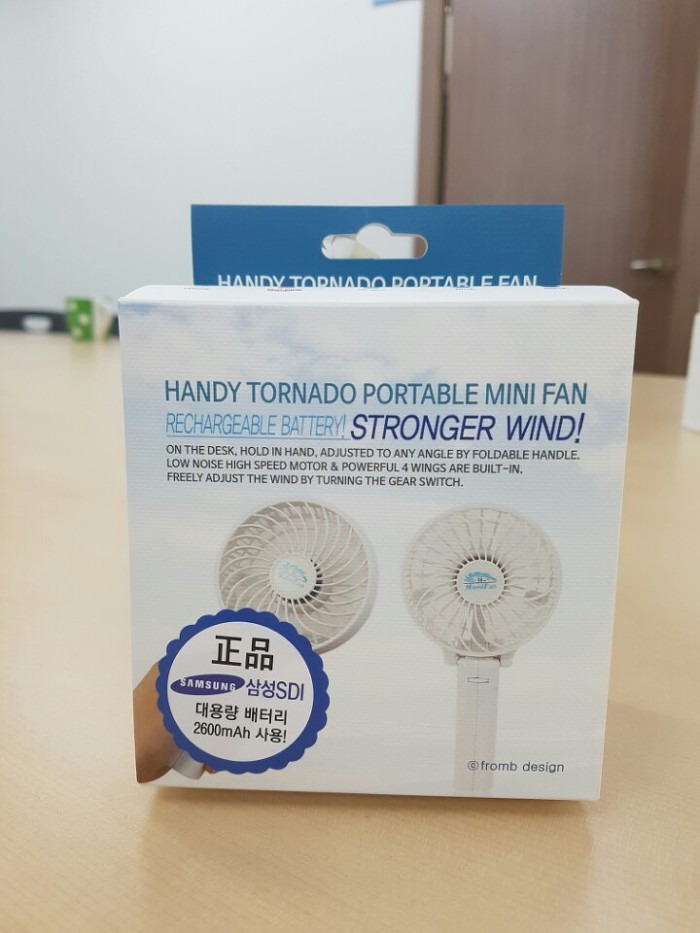 HANDY TORNADO PORTABLE FAN
HANDY TORNADO PORTABLE MINI FAN
RECHARGEABLE BATTERY! STRONGER WIND!
ON THE DESK, HOLD IN HAND, ADJUSTED TO ANY ANGLE BY FOLDABLE HANDLE.
LOW NOISE HIGH SPEED MOTOR & POWERFUL 4 WINGS ARE BUILT-IN.
FREELY ADJUST THE WIND BY TURNING THE GEAR SWITCH.
正品
SAMSUNG 삼성SDI
대용량 배터리
2600mAh 사용!
ⓒfromb design